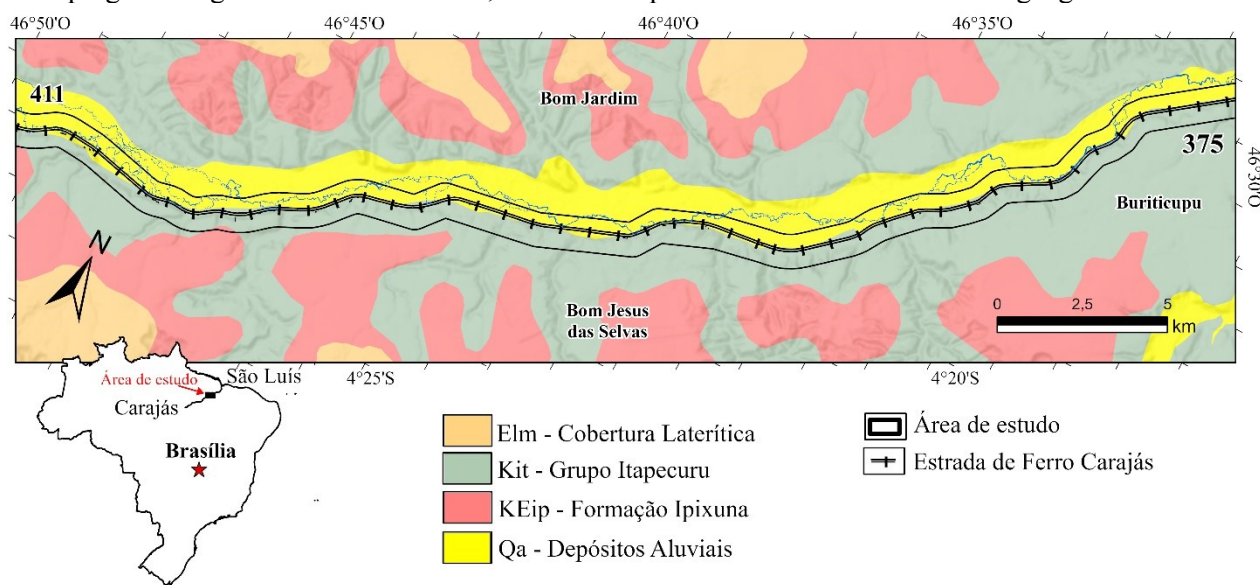 46°50'O 46°45'O 46°40'O 46°35'O
411
Bom Jardim
375
46°30'O
Buriticupu
N
Bom Jesus
das Selvas
0 2,5 5
km
4°25'S 4°20'S
Área de estudo
São Luís
Carajás
Brasília
Elm - Cobertura Laterítica
Kit - Grupo Itapecuru
KEip - Formação Ipixuna
Qa - Depósitos Aluviais
Área de estudo
Estrada de Ferro Carajás